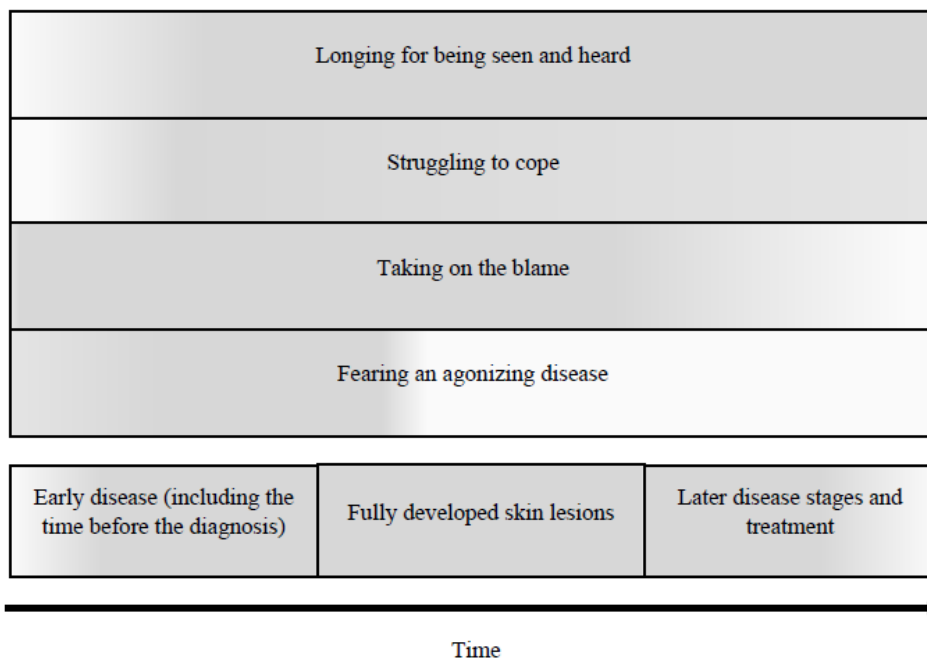 Longing for being seen and heard
Struggling to cope
Taking on the blame
Fearing an agonizing disease
Early disease (including the
time before the diagnosis)
Fully developed skin lesions
Later disease stages and
treatment
Time